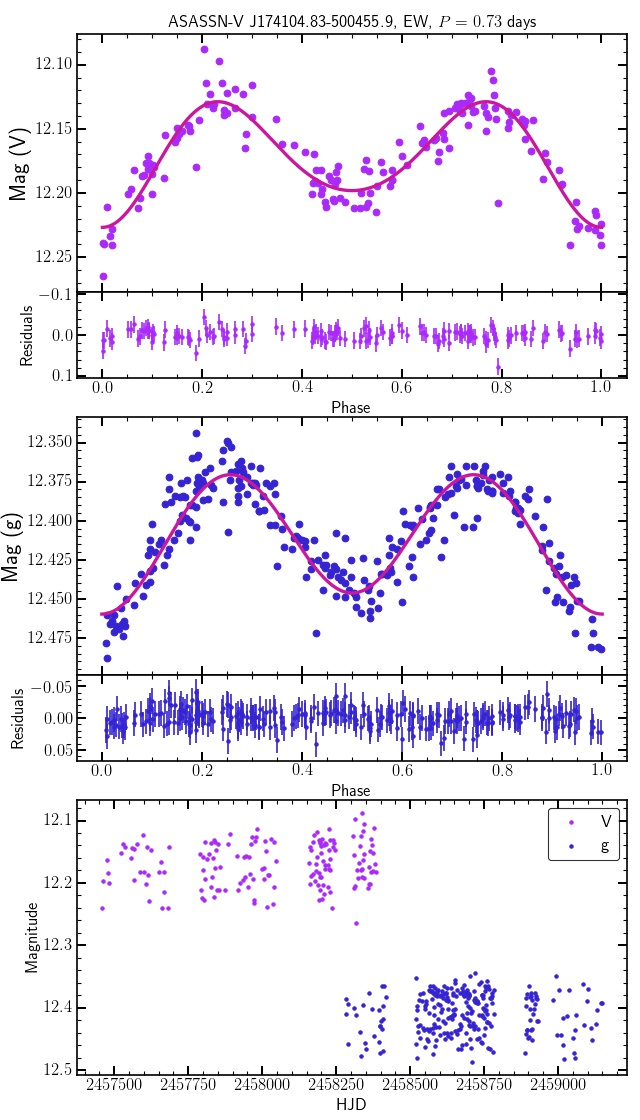 ASASSN-V J174104.83-500455.9, EW, P = 0.73 days
12.10
12.15
12.20
12.25
Mag (V)
−0.1
0.0
0.1
Residuals
0.0 0.2 0.4 0.6 0.8 1.0
Phase
12.350
12.375
12.400
12.425
12.450
12.475
Mag (g)
−0.05
0.00
0.05
Residuals
0.0 0.2 0.4 0.6 0.8 1.0
Phase
V
g
12.1
12.2
12.3
12.4
12.5
Magnitude
2457500 2457750 2458000 2458250 2458500 2458750 2459000
HJD